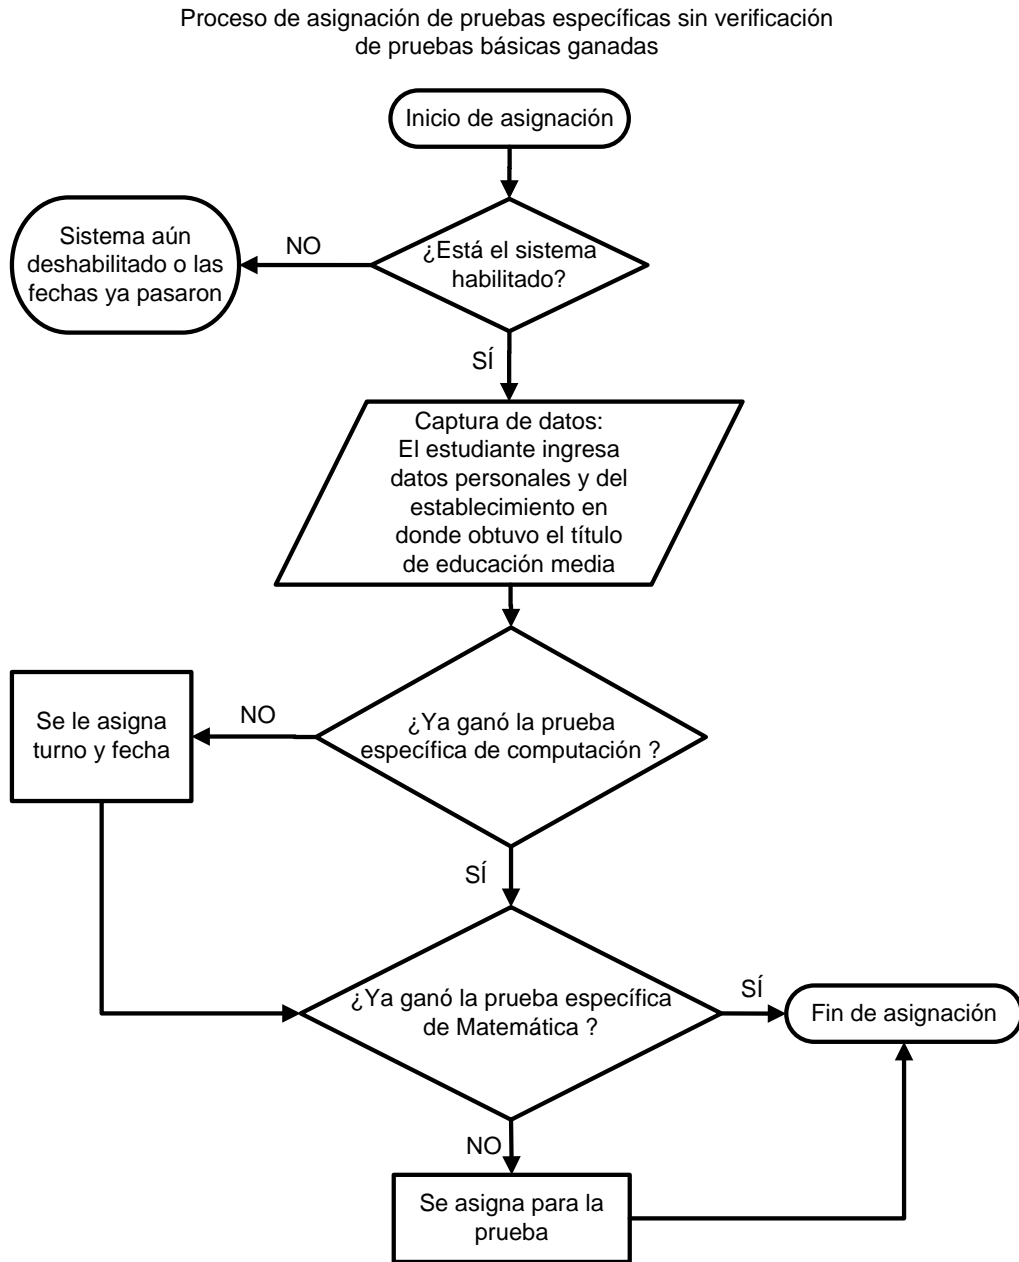 Proceso de asignación de pruebas específicas sin verificación
de pruebas básicas ganadas
Inicio de asignación
¿Está el sistema
habilitado?
NO
Sistema aún
deshabilitado o las
fechas ya pasaron
SÍ
Captura de datos:
El estudiante ingresa
datos personales y del
establecimiento en
donde obtuvo el título
de educación media
¿Ya ganó la prueba
específica de computación ?
NO
Se le asigna
turno y fecha
SÍ
¿Ya ganó la prueba específica
de Matemática ?
SÍ
Fin de asignación
NO
Se asigna para la
prueba